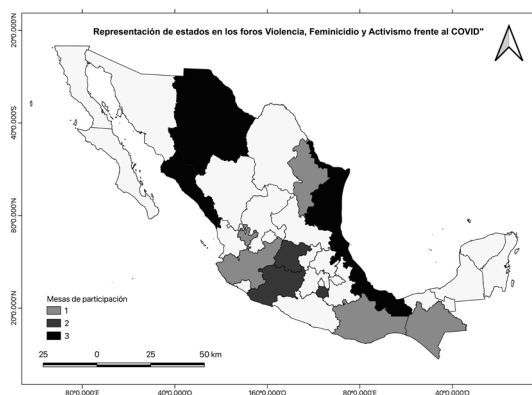 Representación de estados en los foros Violencia, Feminicidio y Activismo frente al COVID"
20°0.000'N
40°0.000'S
80°0.000'N
20°0.000'N
Mesas de participación
1
2
3
25 0 25 50 km
80°0.000'E 40°0.000'O 160°0.000'O 80°0.000'E 40°0.000'O